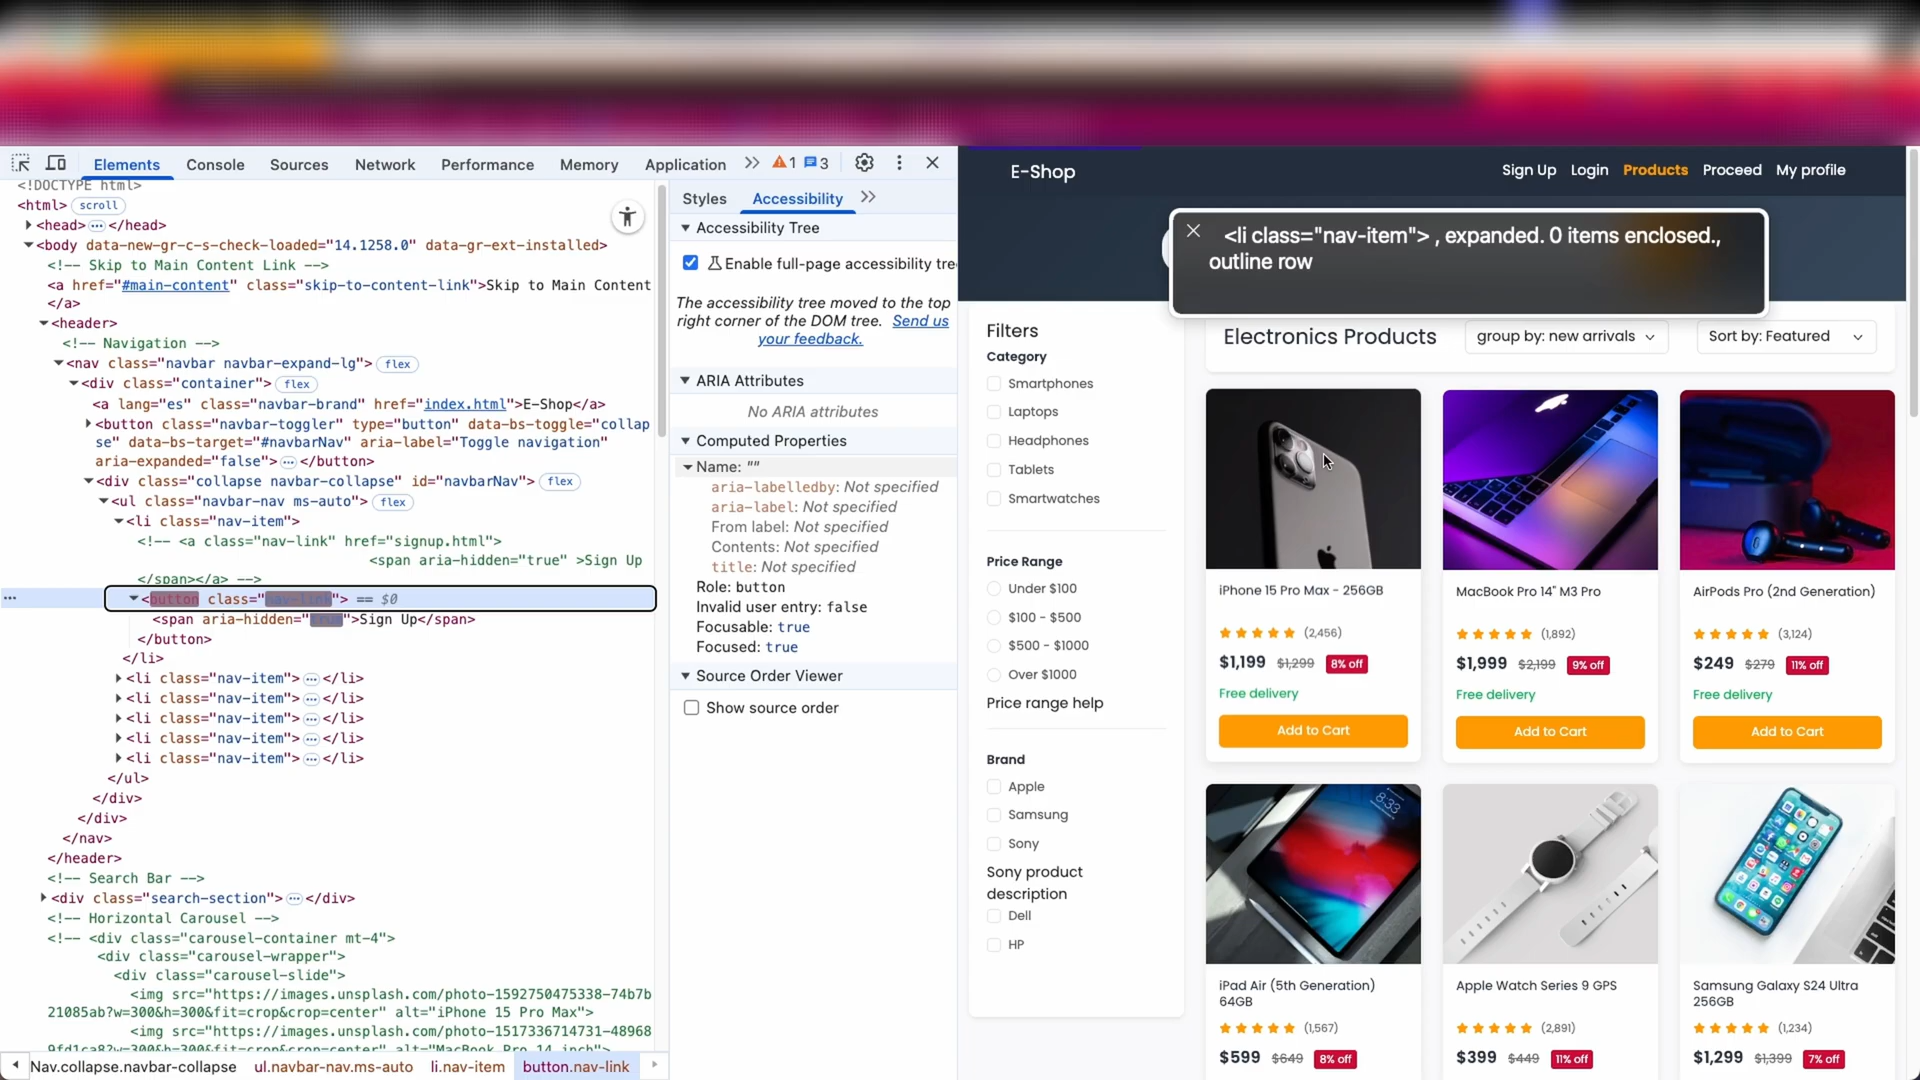 Elements Console Sources Network Performance Memory Application 1 3
<!DOCTYPE html>
<html> scroll
<head> </head>
<body data-new-gr-c-s-check-loaded="14.1258.0" data-gr-ext-installed>
<!-- Skip to Main Content Link -->
<a href="#main-content" class="skip-to-content-link">Skip to Main Content
</a>
<header>
<!-- Navigation -->
<nav class="navbar navbar-expand-lg"> flex
<div class="container"> flex
<a lang="es" class="navbar-brand" href="index.html">E-Shop</a>
<button class="navbar-toggler" type="button" data-bs-toggle="collap
se" data-bs-target="#navbarNav" aria-label="Toggle navigation"
aria-expanded="false"> </button>
<div class="collapse navbar-collapse" id="navbarNav"> flex
<ul class="navbar-nav ms-auto"> flex
<li class="nav-item">
<!-- <a class="nav-link" href="signup.html">
<span aria-hidden="true" >Sign Up
</span></a> -->
<button class="nav-link"> == $0
<span aria-hidden="true">Sign Up</span>
</button>
</li>
<li class="nav-item"> </li>
<li class="nav-item"> </li>
<li class="nav-item"> </li>
<li class="nav-item"> </li>
<li class="nav-item"> </li>
</ul>
</div>
</div>
</nav>
</header>
<!-- Search Bar -->
<div class="search-section"> </div>
<!-- Horizontal Carousel -->
<!-- <div class="carousel-container mt-4">
<div class="carousel-wrapper">
<div class="carousel-slide">
<img src="https://images.unsplash.com/photo-1592750475338-74b7b
21085ab?w=300&h=300&fit=crop&crop=center" alt="iPhone 15 Pro Max">
<img src="https://images.unsplash.com/photo-1517336714731-48968
9fd1ca8?w=300&h=300&fit=crop&crop=center" alt="MacBook Pro 14 inch">
Nav.collapse.navbar-collapse ul.navbar-nav.ms-auto li.nav-item button.nav-link
Styles Accessibility
Accessibility Tree
Enable full-page accessibility tre
The accessibility tree moved to the top
right corner of the DOM tree. Send us
your feedback.
ARIA Attributes
No ARIA attributes
Computed Properties
Name: ""
aria-labelledby: Not specified
aria-label: Not specified
From label: Not specified
Contents: Not specified
title: Not specified
Role: button
Invalid user entry: false
Focusable: true
Focused: true
Source Order Viewer
Show source order
E-Shop
Sign Up Login Products Proceed My profile
<li class="nav-item"> , expanded. 0 items enclosed.,
outline row
Filters
Category
Smartphones
Laptops
Headphones
Tablets
Smartwatches
Price Range
Under $100
$100 - $500
$500 - $1000
Over $1000
Price range help
Brand
Apple
Samsung
Sony
Sony product
description
Dell
HP
Electronics Products
group by: new arrivals
Sort by: Featured
iPhone 15 Pro Max - 256GB
(2,456)
$1,199 $1,299 8% off
Free delivery
Add to Cart
MacBook Pro 14" M3 Pro
(1,892)
$1,999 $2,199 9% off
Free delivery
Add to Cart
AirPods Pro (2nd Generation)
(3,124)
$249 $279 11% off
Free delivery
Add to Cart
8:33
iPad Air (5th Generation)
64GB
(1,567)
$599 $649 8% off
Apple Watch Series 9 GPS
(2,891)
$399 $449 11% off
Samsung Galaxy S24 Ultra
256GB
(1,234)
$1,299 $1,399 7% off